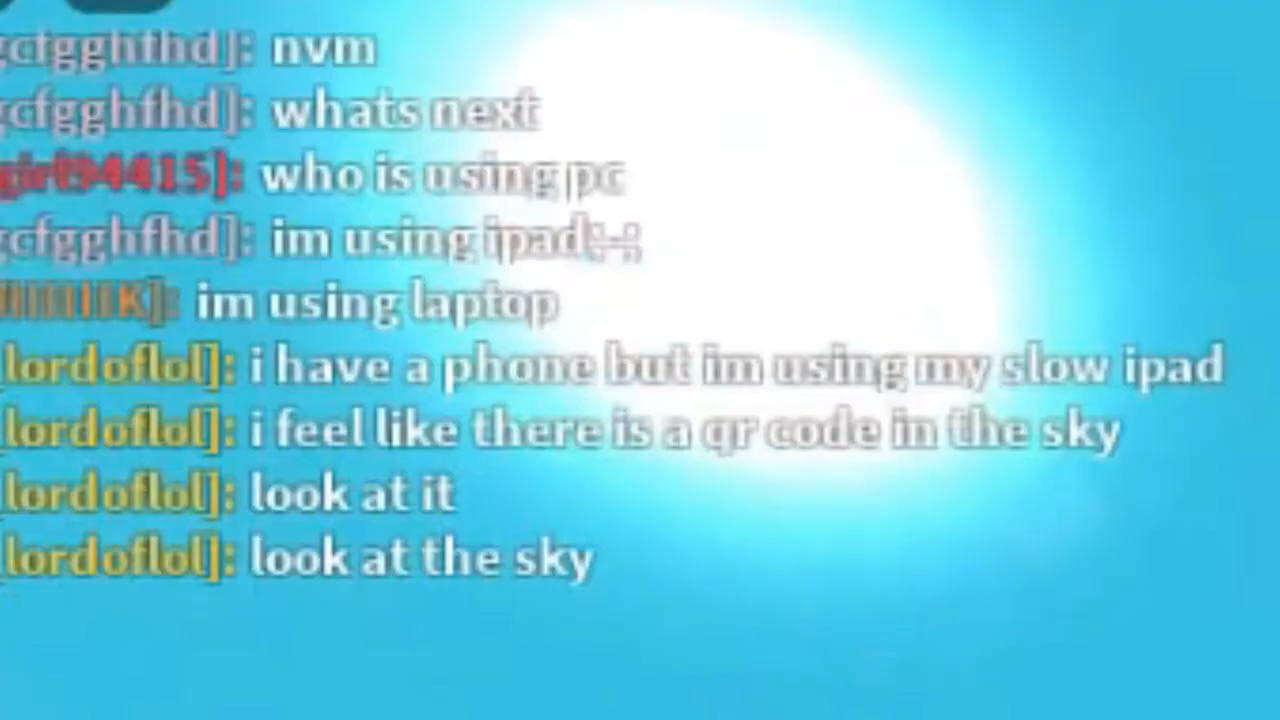 gcfgghfhd]: nvm
gcfgghfhd]: whats next
girl94415]: who is using pc
gcfgghfhd]: im using ipad;-;
K]: im using laptop
[lordoflol]: i have a phone but im using my slow ipad
[lordoflol]: i feel like there is a qr code in the sky
[lordoflol]: look at it
[lordoflol]: look at the sky